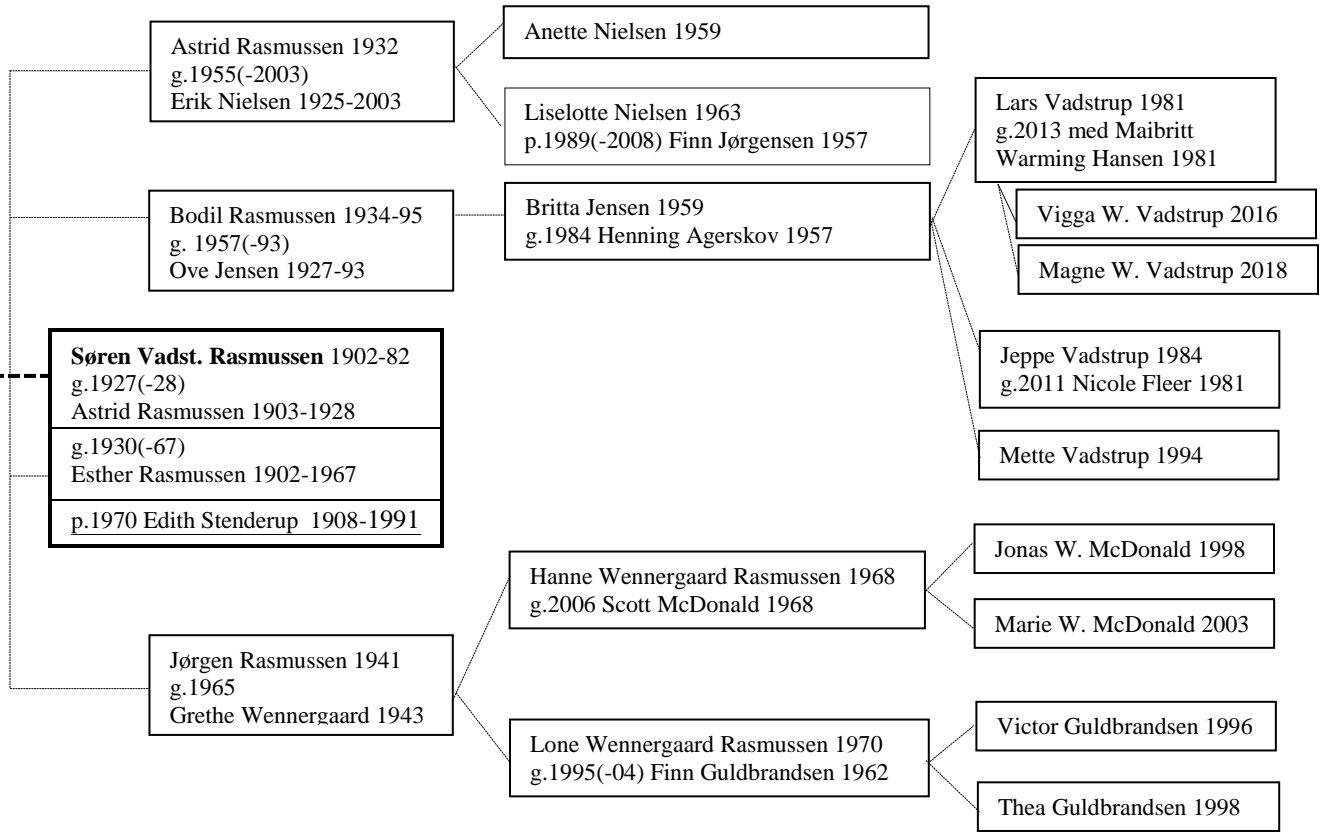 Astrid Rasmussen 1932
g.1955(-2003)
Erik Nielsen 1925-2003
Anette Nielsen 1959
Liselotte Nielsen 1963
p.1989(-2008) Finn Jørgensen 1957
Bodil Rasmussen 1934-95
g. 1957(-93)
Ove Jensen 1927-93
Britta Jensen 1959
g.1984 Henning Agerskov 1957
Lars Vadstrup 1981
g.2013 med Maibritt
Warming Hansen 1981
Vigga W. Vadstrup 2016
Magne W. Vadstrup 2018
Jeppe Vadstrup 1984
g.2011 Nicole Fleer 1981
Mette Vadstrup 1994
Søren Vadst. Rasmussen 1902-82
g.1927(-28)
Astrid Rasmussen 1903-1928
g.1930(-67)
Esther Rasmussen 1902-1967
p.1970 Edith Stenderup 1908-1991
Jørgen Rasmussen 1941
g.1965
Grethe Wennergaard 1943
Hanne Wennergaard Rasmussen 1968
g.2006 Scott McDonald 1968
Jonas W. McDonald 1998
Marie W. McDonald 2003
Lone Wennergaard Rasmussen 1970
g.1995(-04) Finn Guldbrandsen 1962
Victor Guldbrandsen 1996
Thea Guldbrandsen 1998